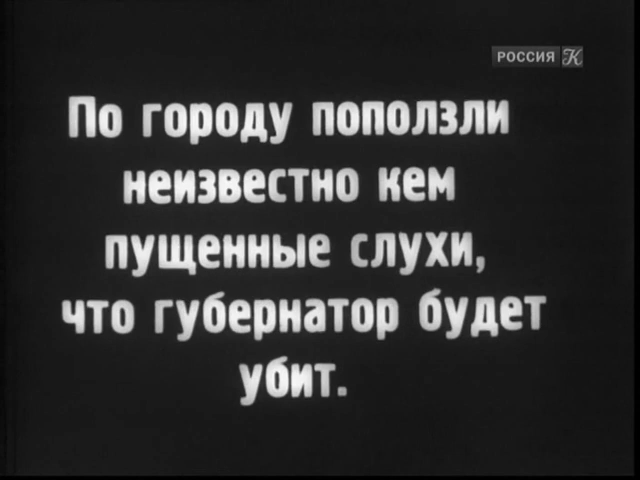 РОССИЯ К
По городу поползли
неизвестно кем
пущенные слухи,
что губернатор будет
убит.